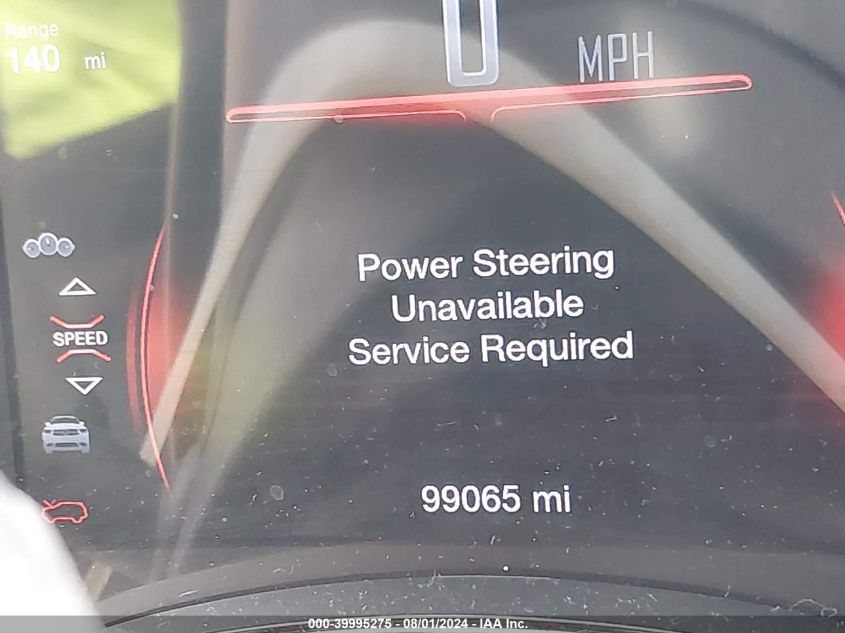 Range
140 mi
0 MPH
Power Steering
Unavailable
Service Required
SPEED
99065 mi
000-39995275 - 08/01/2024 - IAA Inc.